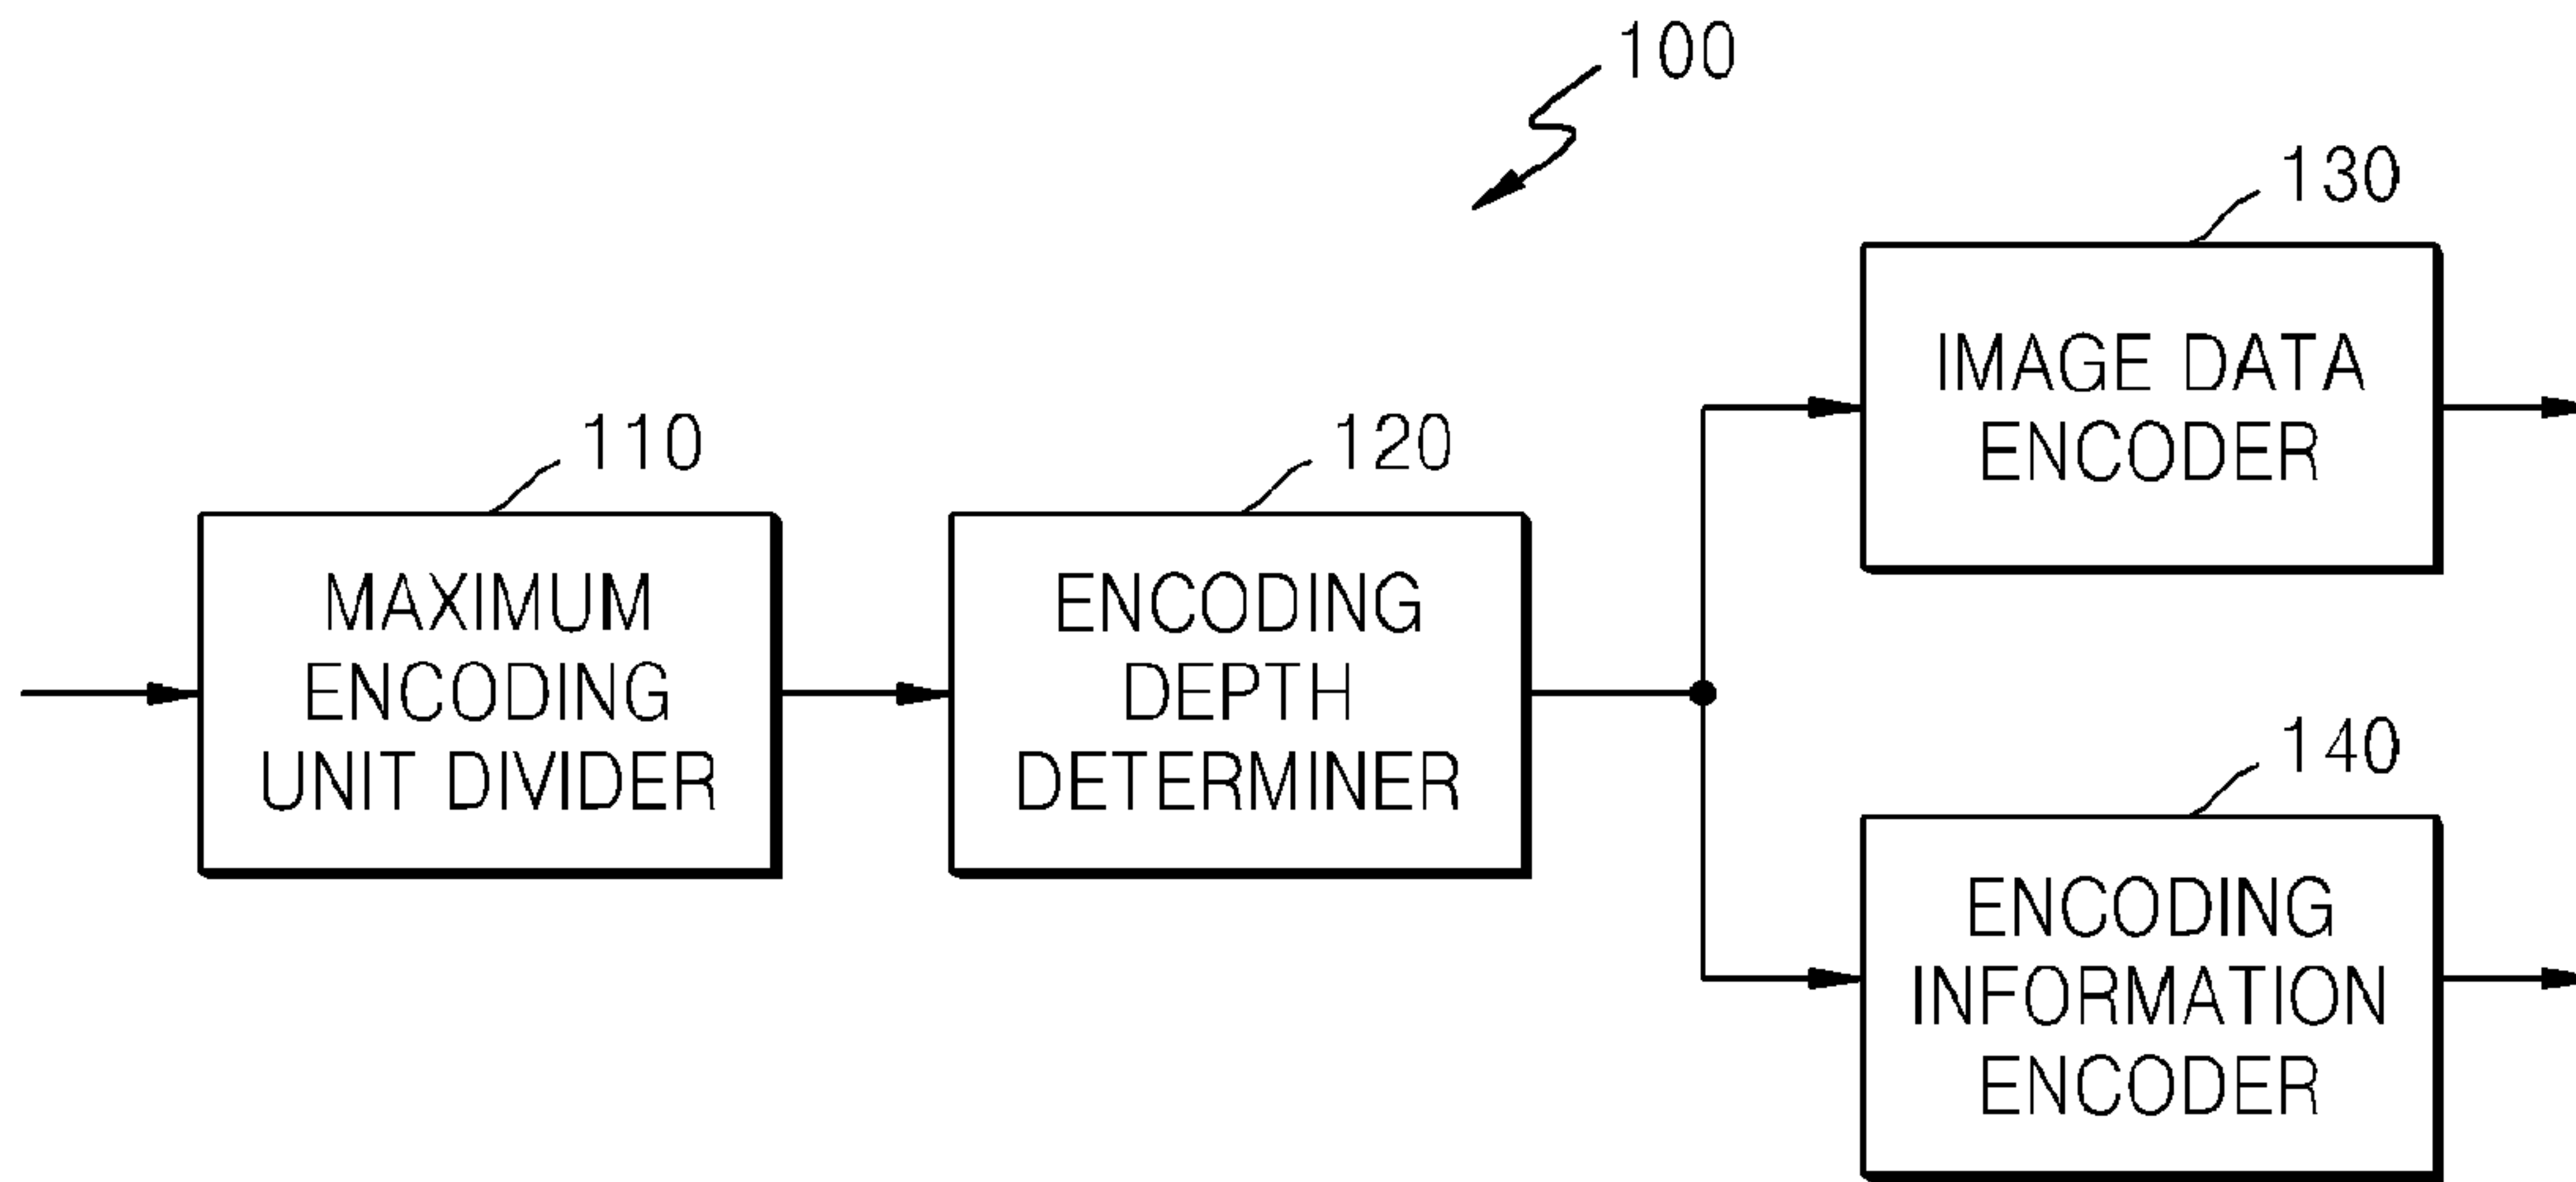 100
110
MAXIMUM
ENCODING
UNIT DIVIDER
120
ENCODING
DEPTH
DETERMINER
130
IMAGE DATA
ENCODER
140
ENCODING
INFORMATION
ENCODER